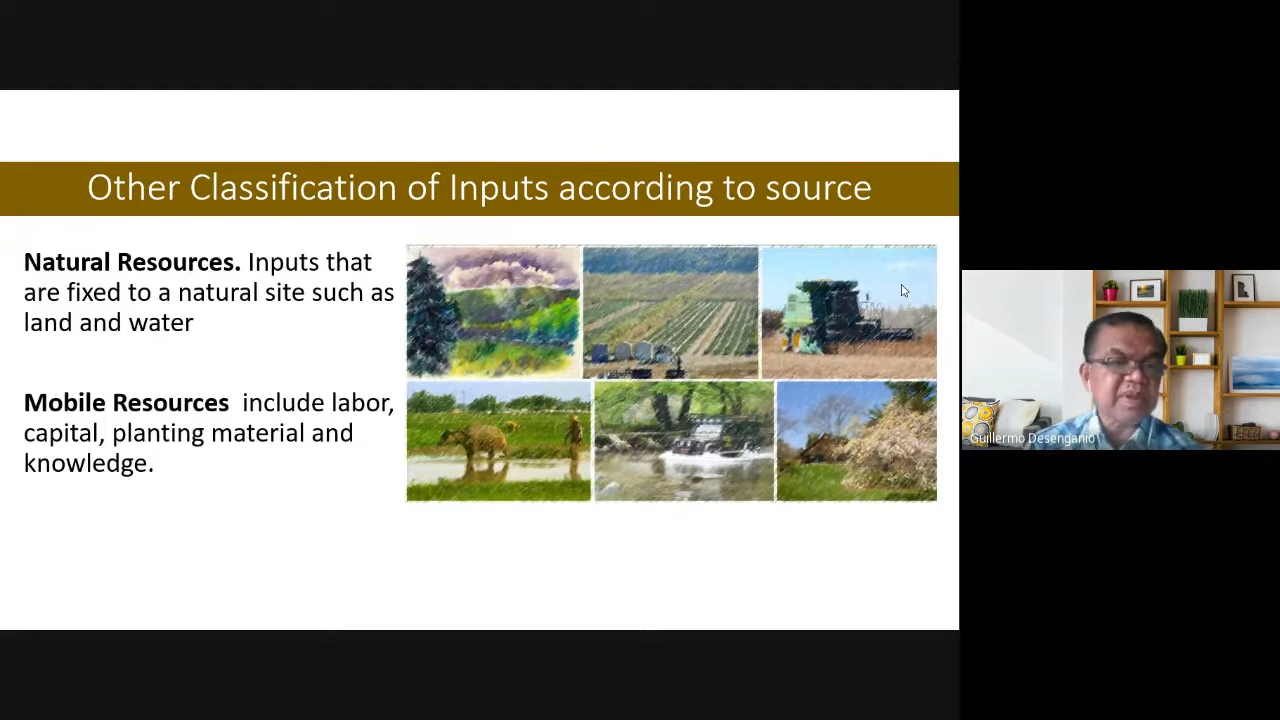 Other Classification of Inputs according to source
Natural Resources. Inputs that
are fixed to a natural site such as
land and water
Mobile Resources include labor,
capital, planting material and
knowledge.
Guillermo Desenganio